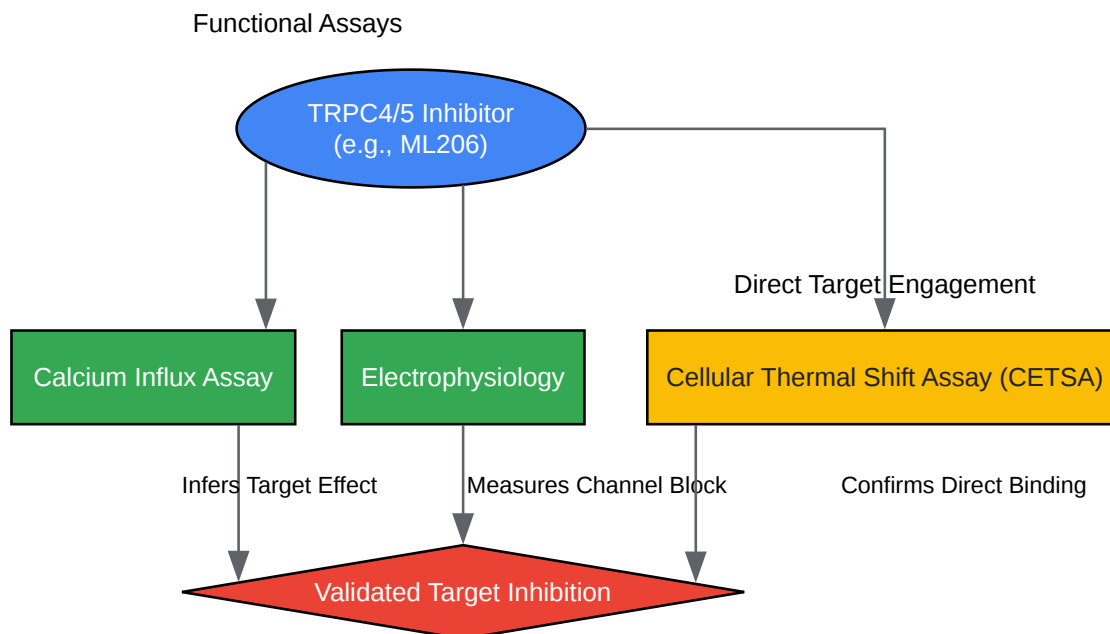 Functional Assays
TRPC4/5 Inhibitor
(e.g., ML206)
Direct Target Engagement
Calcium Influx Assay
Electrophysiology
Cellular Thermal Shift Assay (CETSA)
Infers Target Effect
Measures Channel Block
Confirms Direct Binding
Validated Target Inhibition